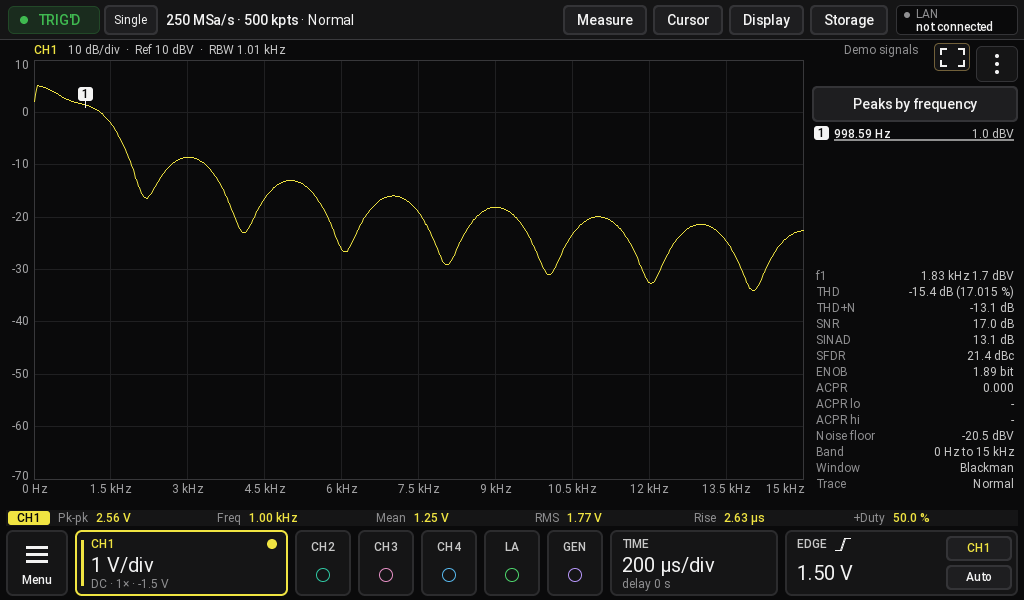 TRIG'D
Single
250 MSa/s · 500 kpts · Normal
Measure
Cursor
Display
Storage
LAN
not connected
CH1 10 dB/div · Ref 10 dBV · RBW 1.01 kHz
Demo signals
Peaks by frequency
1 998.59 Hz 1.0 dBV
1
10
0
-10
-20
-30
-40
-50
-60
-70
0 Hz 1.5 kHz 3 kHz 4.5 kHz 6 kHz 7.5 kHz 9 kHz 10.5 kHz 12 kHz 13.5 kHz 15 kHz
f1 1.83 kHz 1.7 dBV
THD -15.4 dB (17.015 %)
THD+N -13.1 dB
SNR 17.0 dB
SINAD 13.1 dB
SFDR 21.4 dBc
ENOB 1.89 bit
ACPR 0.000
ACPR lo -
ACPR hi -
Noise floor -20.5 dBV
Band 0 Hz to 15 kHz
Window Blackman
Trace Normal
CH1 Pk-pk 2.56 V Freq 1.00 kHz Mean 1.25 V RMS 1.77 V Rise 2.63 µs +Duty 50.0 %
Menu
CH1
1 V/div
DC · 1× · -1.5 V
CH2
CH3
CH4
LA
GEN
TIME
200 µs/div
delay 0 s
EDGE
1.50 V
CH1
Auto